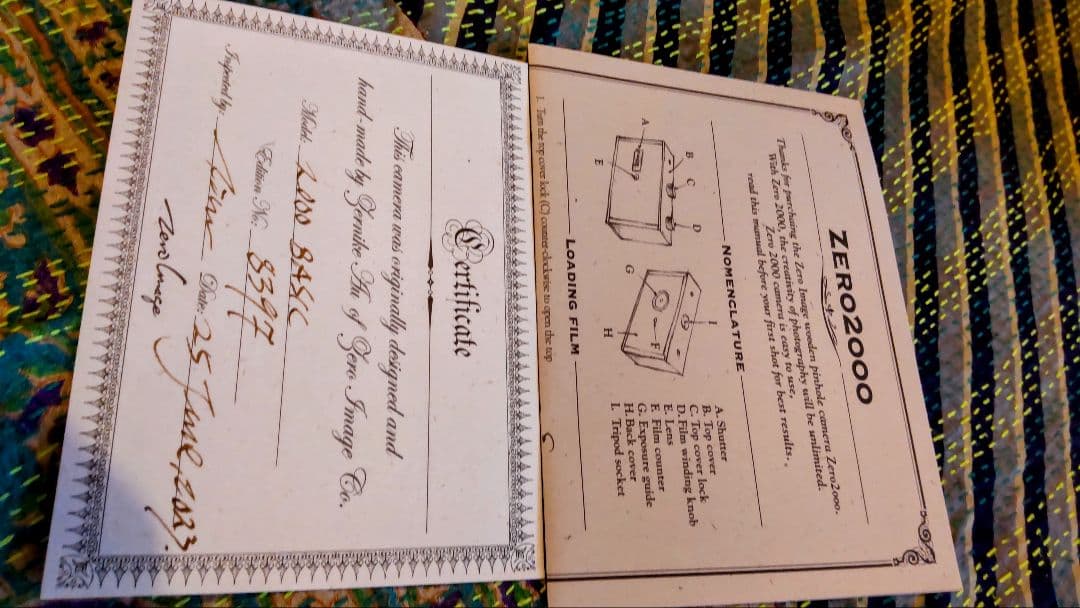 ZERO2000
Thanks for purchasing the Zero Image wooden pinhole camera Zero2000.
With Zero 2000, the creativity of photography will be unlimited.
Zero 2000 camera is easy to use,
read this manual before your first shot for best results. .
NOMENCLATURE
A
B
C
D
E
F
G
H
I
A. Shutter
B. Top cover
C. Top cover lock
D. Film winding knob
E. Lens
F. Film counter
G. Exposure guide
H. Back cover
I. Tripod socket
LOADING FILM
1. Turn the top cover lock (C) counter-clockwise to open the top
Certificate
This camera was originally designed and
hand-made by Zernike Au of Zero Image Co.
Model: 2000 BASIC
Edition No. 8397
Inspected by: Date: 25 June, 2023.
Zero Image